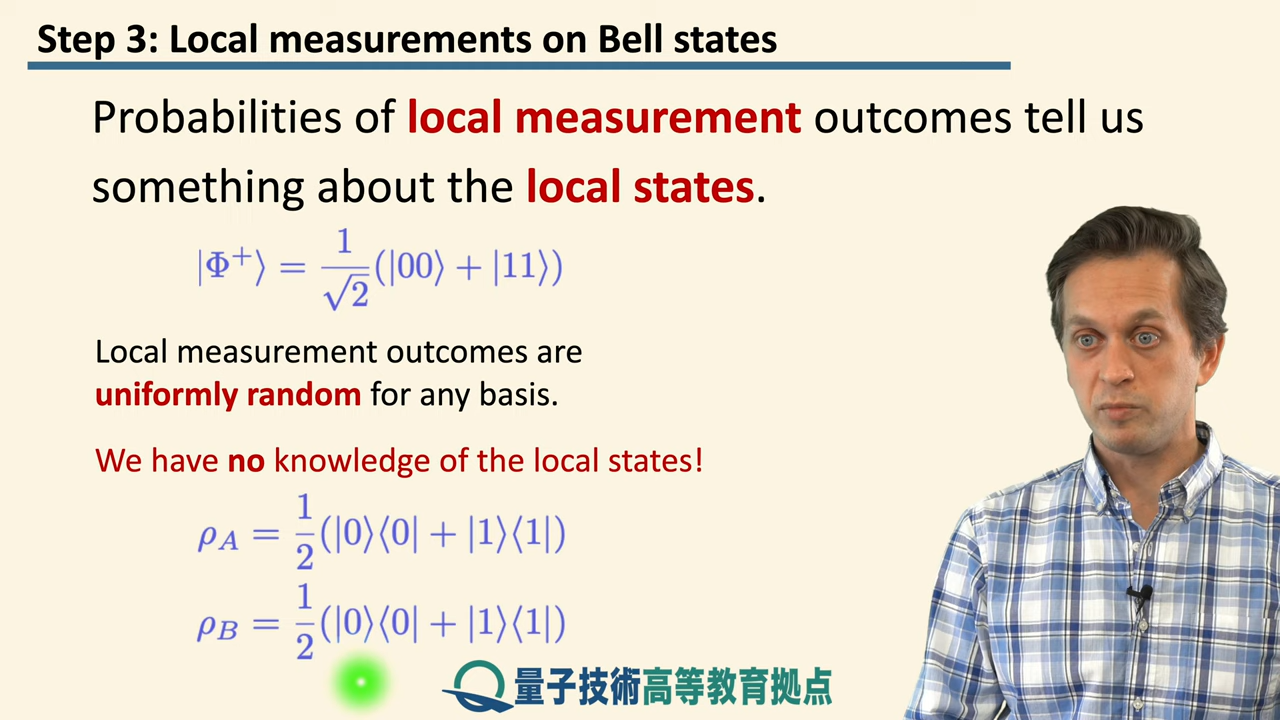 Step 3: Local measurements on Bell states
Probabilities of local measurement outcomes tell us
something about the local states.
|Φ⁺⟩ = 1/√2 (|00⟩ + |11⟩)
Local measurement outcomes are
uniformly random for any basis.
We have no knowledge of the local states!
ρ_A = 1/2 (|0⟩⟨0| + |1⟩⟨1|)
ρ_B = 1/2 (|0⟩⟨0| + |1⟩⟨1|)
量子技術高等教育拠点